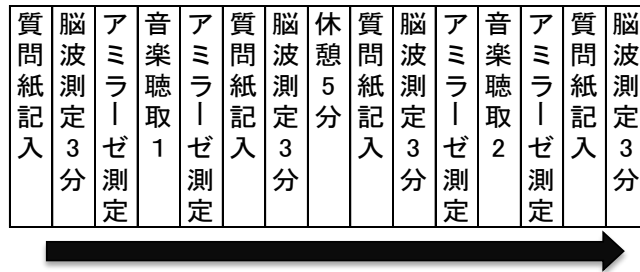 質問紙記入
脳波測定3分
アミラーゼ測定
音楽聴取1
アミラーゼ測定
質問紙記入
脳波測定3分
休憩5分
質問紙記入
脳波測定3分
アミラーゼ測定
音楽聴取2
アミラーゼ測定
質問紙記入
脳波測定3分